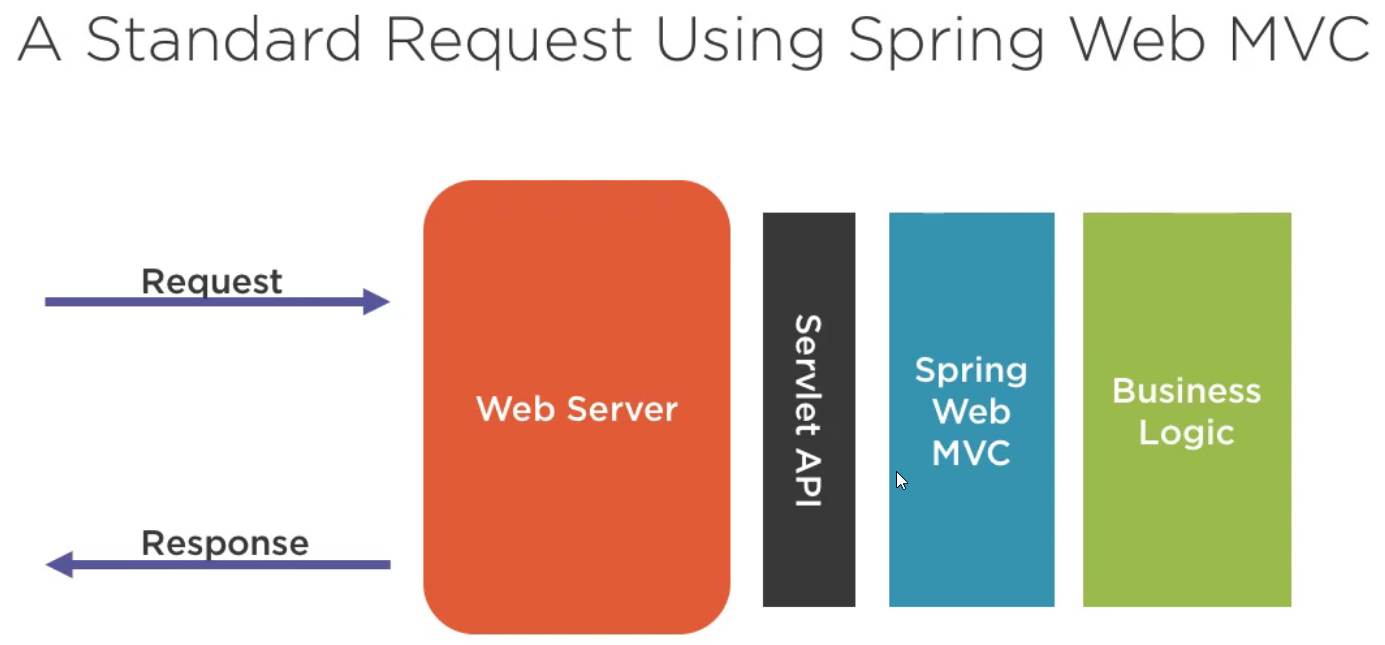 A Standard Request Using Spring Web MVC
Request
Response
Web Server
Servlet API
Spring
Web
MVC
Business
Logic